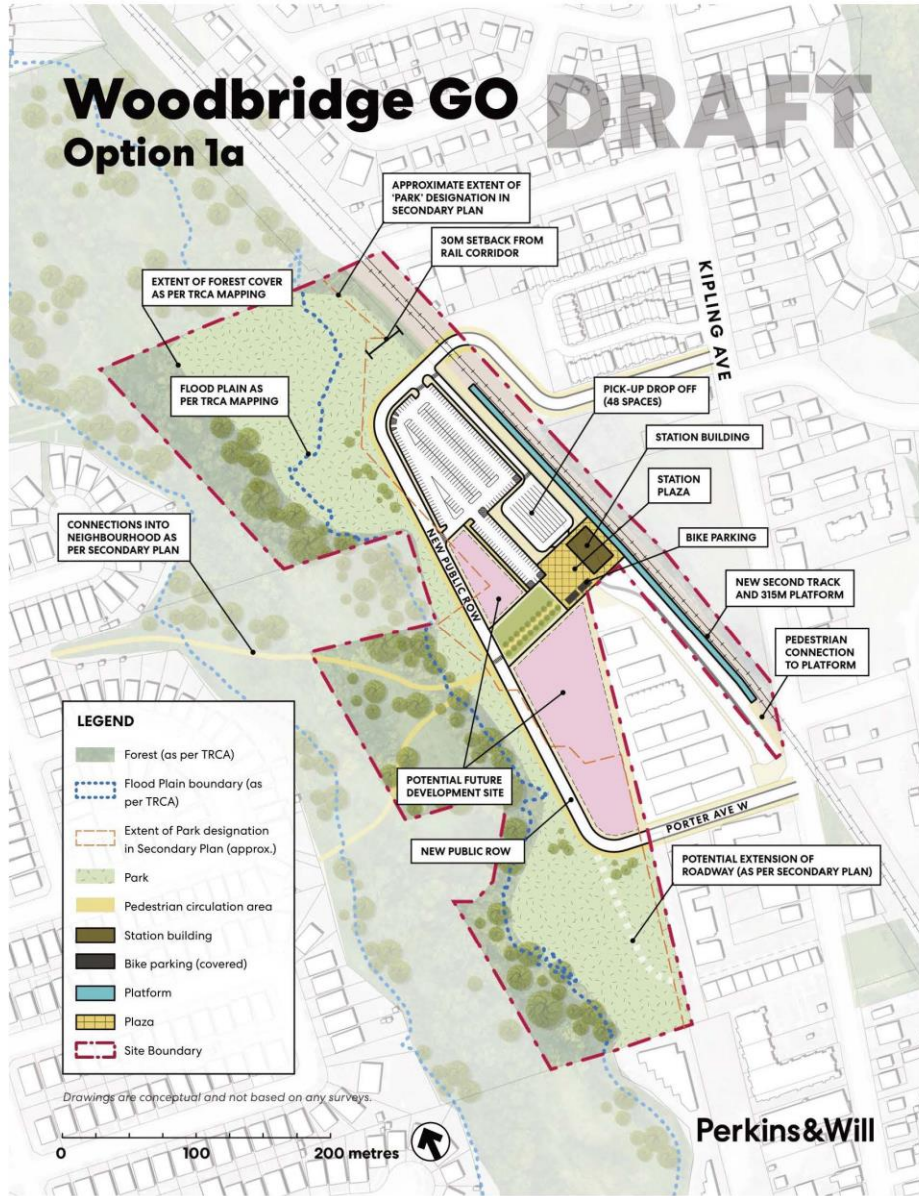 Woodbridge GO
DRAFT
Option 1a
APPROXIMATE EXTENT OF
'PARK' DESIGNATION IN
SECONDARY PLAN
30M SETBACK FROM
RAIL CORRIDOR
EXTENT OF FOREST COVER
AS PER TRCA MAPPING
KIPLING AVE
FLOOD PLAIN AS
PER TRCA MAPPING
PICK-UP DROP OFF
(48 SPACES)
STATION BUILDING
STATION
PLAZA
CONNECTIONS INTO
NEIGHBOURHOOD AS
PER SECONDARY PLAN
BIKE PARKING
NEW PUBLIC ROW
NEW SECOND TRACK
AND 315M PLATFORM
PEDESTRIAN
CONNECTION
TO PLATFORM
LEGEND
Forest (as per TRCA)
Flood Plain boundary (as
per TRCA)
Extent of Park designation
in Secondary Plan (approx.)
Park
Pedestrian circulation area
Station building
Bike parking (covered)
Platform
Plaza
Site Boundary
POTENTIAL FUTURE
DEVELOPMENT SITE
PORTER AVE W
NEW PUBLIC ROW
POTENTIAL EXTENSION OF
ROADWAY (AS PER SECONDARY PLAN)
Drawings are conceptual and not based on any surveys.
0 100 200 metres
Perkins&Will